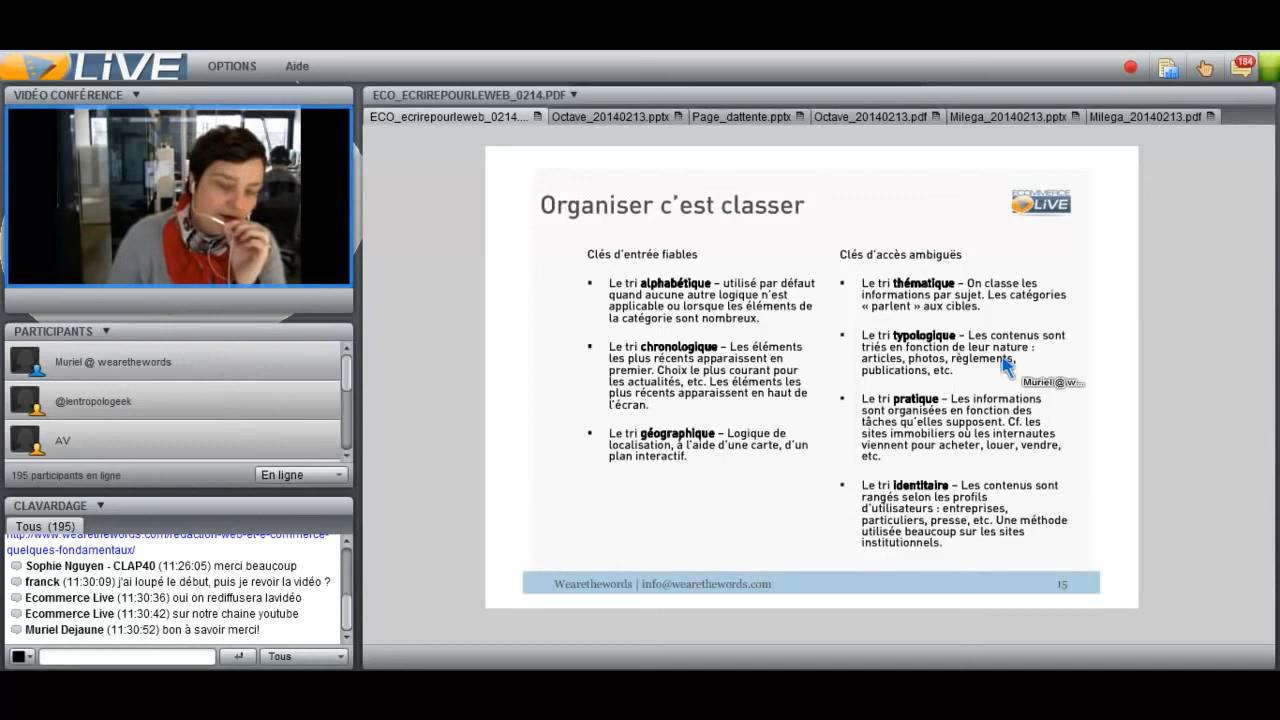 LIVE
OPTIONS
Aide
184
VIDÉO CONFÉRENCE
ECO_ECRIREPOURLEWEB_0214.PDF
ECO_ecrirepourleweb_0214....
Octave_20140213.pptx
Page_dattente.pptx
Octave_20140213.pdf
Milega_20140213.pptx
Milega_20140213.pdf
PARTICIPANTS
Muriel @ wearethewords
@lentropologeek
AV
195 participants en ligne
En ligne
CLAVARDAGE
Tous (195)
http://www.wearethewords.com/redaction-web-et-e-commerce-
quelques-fondamentaux/
Sophie Nguyen - CLAP40 (11:26:05) merci beaucoup
franck (11:30:09) j'ai loupé le début, puis je revoir la vidéo ?
Ecommerce Live (11:30:36) oui on rediffusera lavidéo
Ecommerce Live (11:30:42) sur notre chaine youtube
Muriel Dejaune (11:30:52) bon à savoir merci!
Tous
Organiser c'est classer
ECOMMERCE
LIVE
Clés d'entrée fiables
▪ Le tri alphabétique – utilisé par défaut
quand aucune autre logique n'est
applicable ou lorsque les éléments de
la catégorie sont nombreux.
▪ Le tri chronologique – Les éléments
les plus récents apparaissent en
premier. Choix le plus courant pour
les actualités, etc. Les éléments les
plus récents apparaissent en haut de
l'écran.
▪ Le tri géographique – Logique de
localisation, à l'aide d'une carte, d'un
plan interactif.
Clés d'accès ambiguës
▪ Le tri thématique – On classe les
informations par sujet. Les catégories
« parlent » aux cibles.
▪ Le tri typologique – Les contenus sont
triés en fonction de leur nature :
articles, photos, règlements,
publications, etc.
Muriel @ w...
▪ Le tri pratique – Les informations
sont organisées en fonction des
tâches qu'elles supposent. Cf. les
sites immobiliers où les internautes
viennent pour acheter, louer, vendre,
etc.
▪ Le tri identitaire – Les contenus sont
rangés selon les profils
d'utilisateurs : entreprises,
particuliers, presse, etc. Une méthode
utilisée beaucoup sur les sites
institutionnels.
Wearethewords | info@wearethewords.com
15